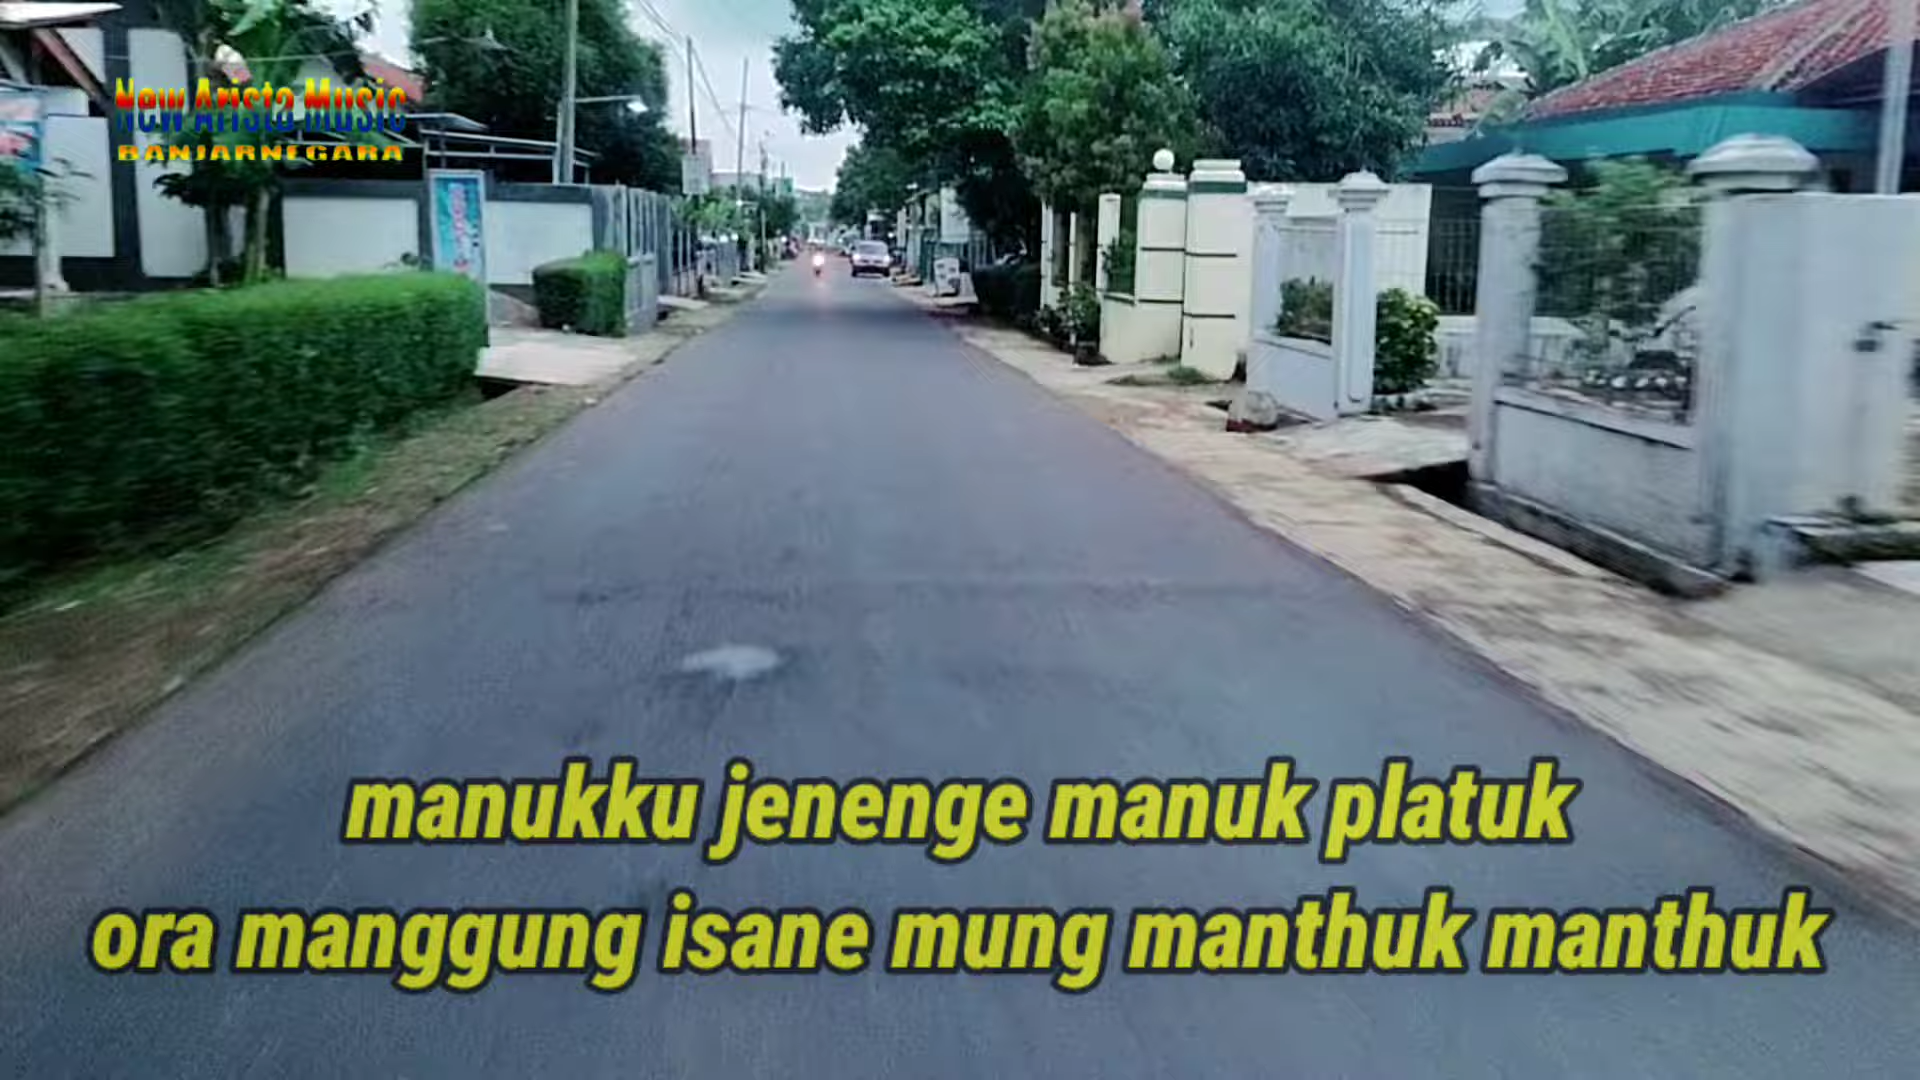 New Arista Music
BANJARNEGARA
manukku jenenge manuk platuk
ora manggung isane mung manthuk manthuk